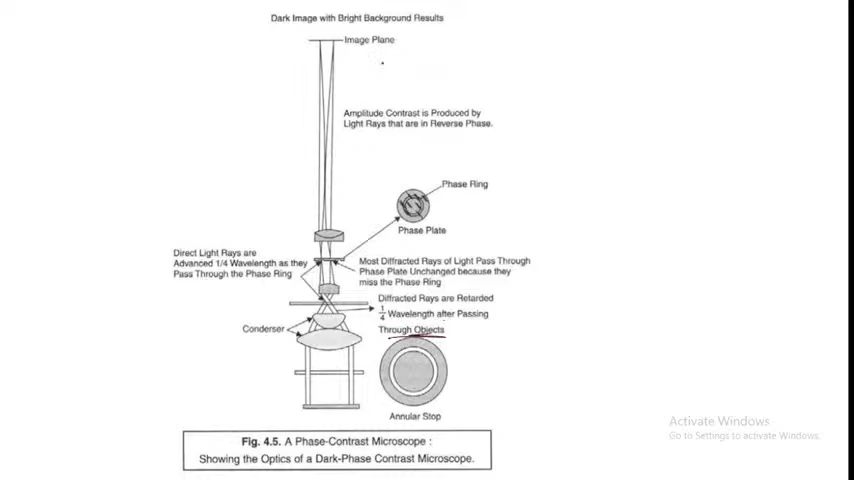 Dark Image with Bright Background Results
Image Plane
Amplitude Contrast is Produced by
Light Rays that are in Reverse Phase.
Phase Ring
Phase Plate
Direct Light Rays are
Advanced 1/4 Wavelength as they
Pass Through the Phase Ring
Most Diffracted Rays of Light Pass Through
Phase Plate Unchanged because they
miss the Phase Ring
Diffracted Rays are Retarded
1/4 Wavelength after Passing
Through Objects
Conderser
Annular Stop
Fig. 4.5. A Phase-Contrast Microscope :
Showing the Optics of a Dark-Phase Contrast Microscope.
Activate Windows
Go to Settings to activate Windows.